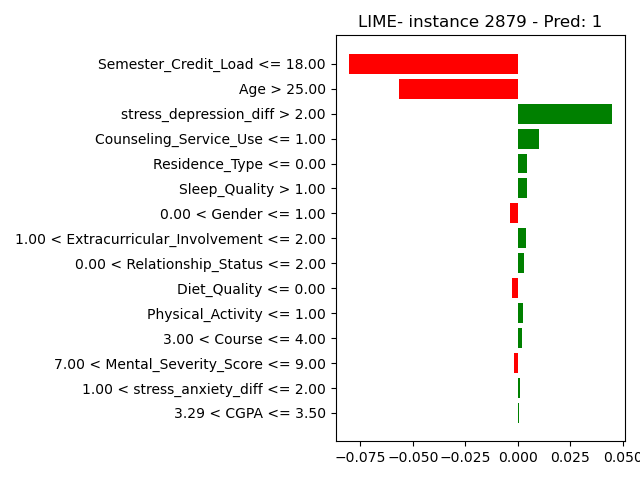 LIME- instance 2879 - Pred: 1
Semester_Credit_Load <= 18.00
Age > 25.00
stress_depression_diff > 2.00
Counseling_Service_Use <= 1.00
Residence_Type <= 0.00
Sleep_Quality > 1.00
0.00 < Gender <= 1.00
1.00 < Extracurricular_Involvement <= 2.00
0.00 < Relationship_Status <= 2.00
Diet_Quality <= 0.00
Physical_Activity <= 1.00
3.00 < Course <= 4.00
7.00 < Mental_Severity_Score <= 9.00
1.00 < stress_anxiety_diff <= 2.00
3.29 < CGPA <= 3.50
−0.075 −0.050 −0.025 0.000 0.025 0.050